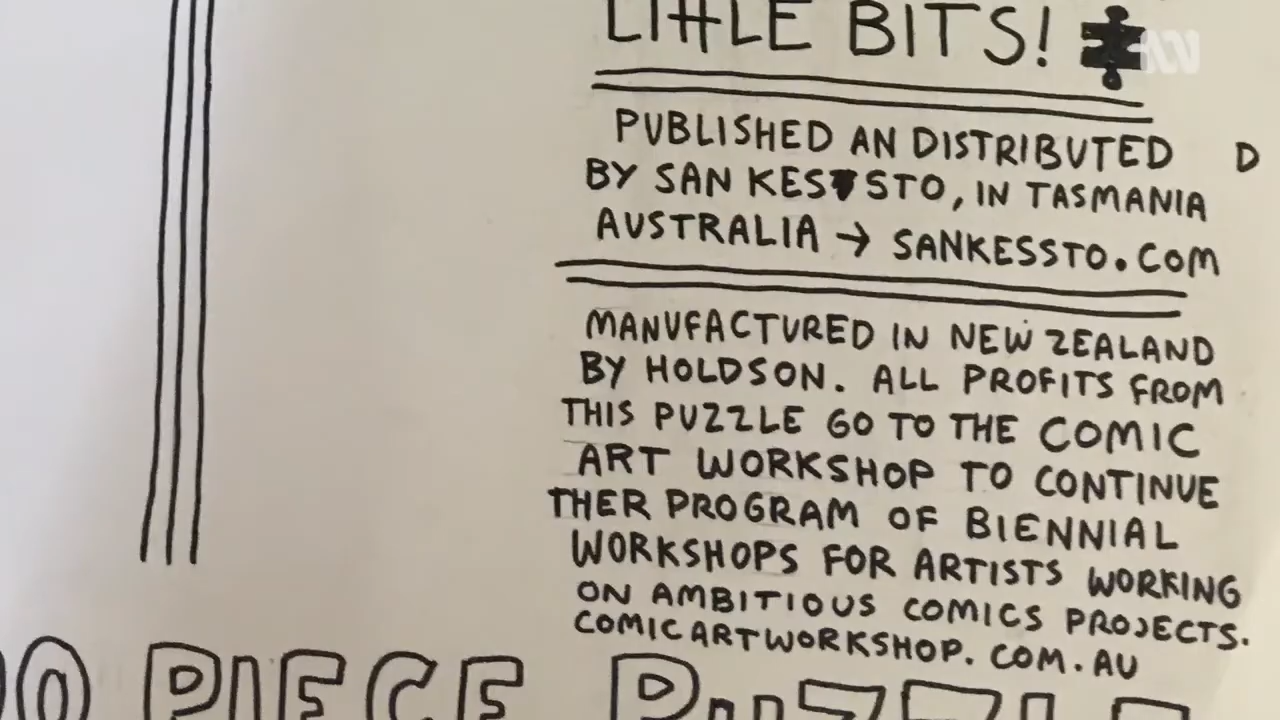 LITTLE BITS!
PUBLISHED AN DISTRIBUTED D
BY SAN KESSTO, IN TASMANIA
AUSTRALIA → SANKESSTO.COM
MANUFACTURED IN NEW ZEALAND
BY HOLDSON. ALL PROFITS FROM
THIS PUZZLE GO TO THE COMIC
ART WORKSHOP TO CONTINUE
THER PROGRAM OF BIENNIAL
WORKSHOPS FOR ARTISTS WORKING
ON AMBITIOUS COMICS PROJECTS.
COMICARTWORKSHOP.COM.AU
PIECE PUZZLE